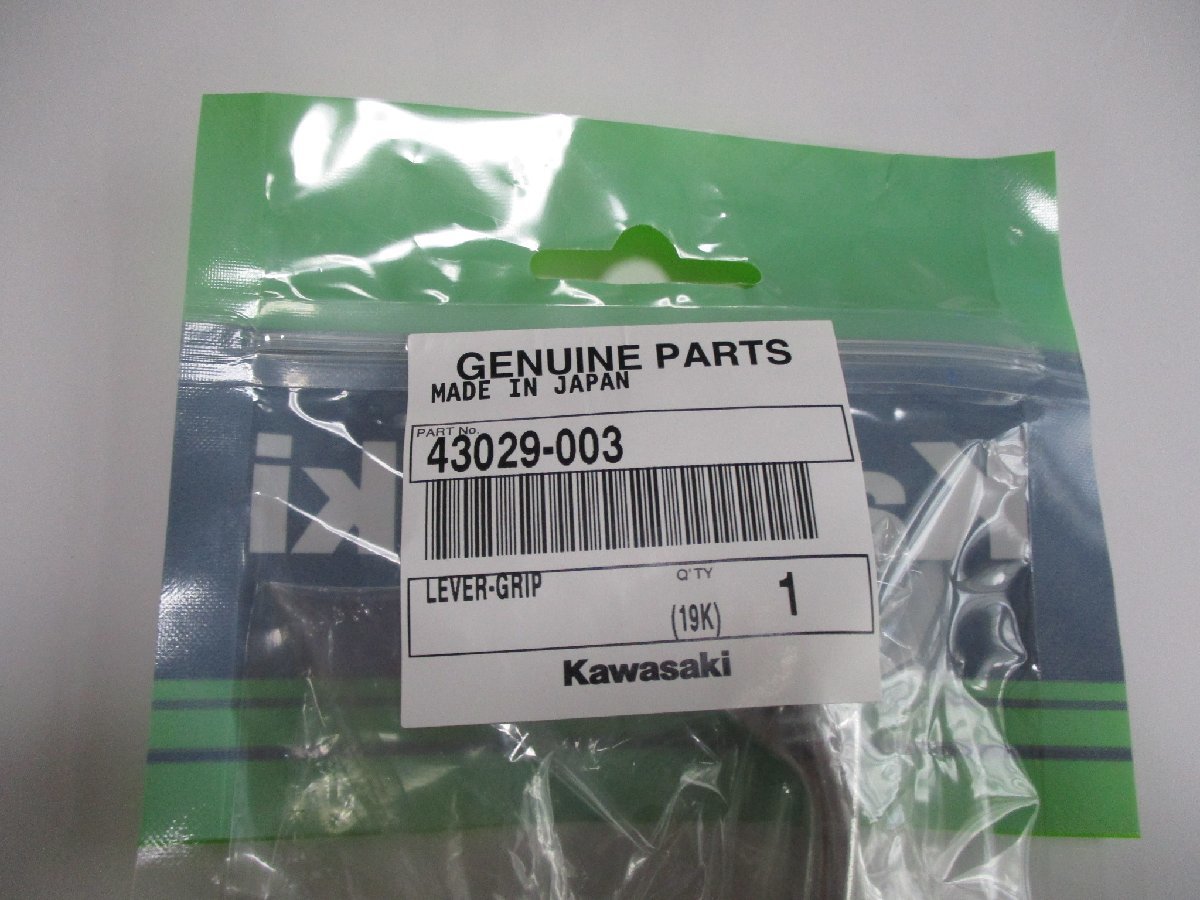 GENUINE PARTS
MADE IN JAPAN
PART No.
43029-003
LEVER-GRIP
Q'TY
(19K)
1
Kawasaki